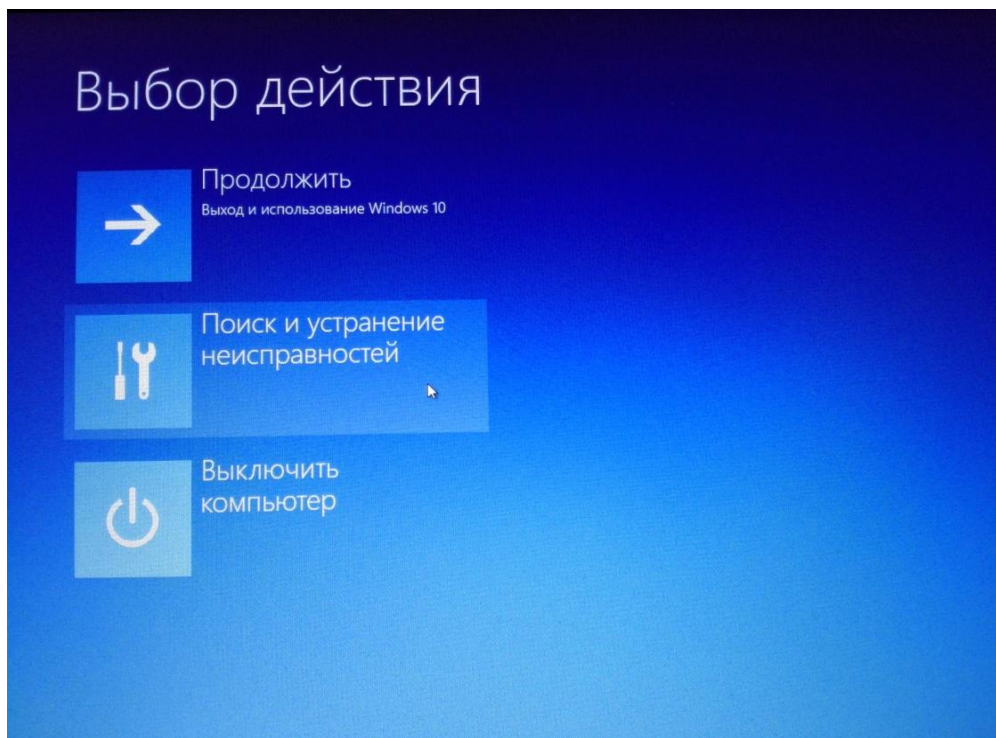 Выбор действия
Продолжить
Выход и использование Windows 10
Поиск и устранение
неисправностей
Выключить
компьютер